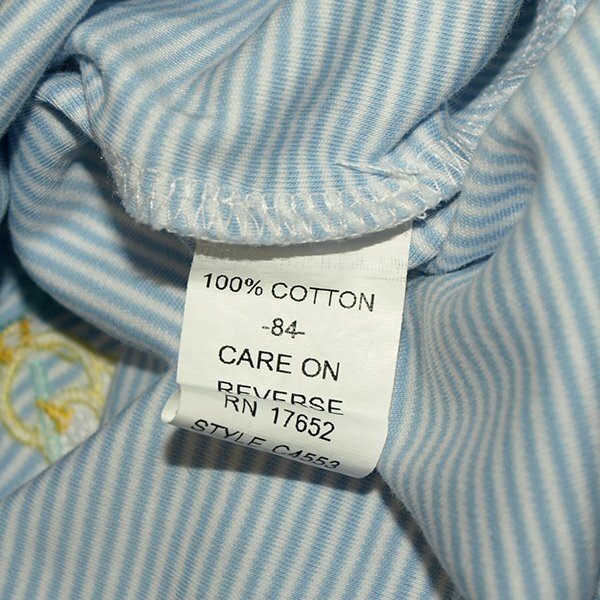 100% COTTON
-84-
CARE ON
REVERSE
RN 17652
STYLE C4553